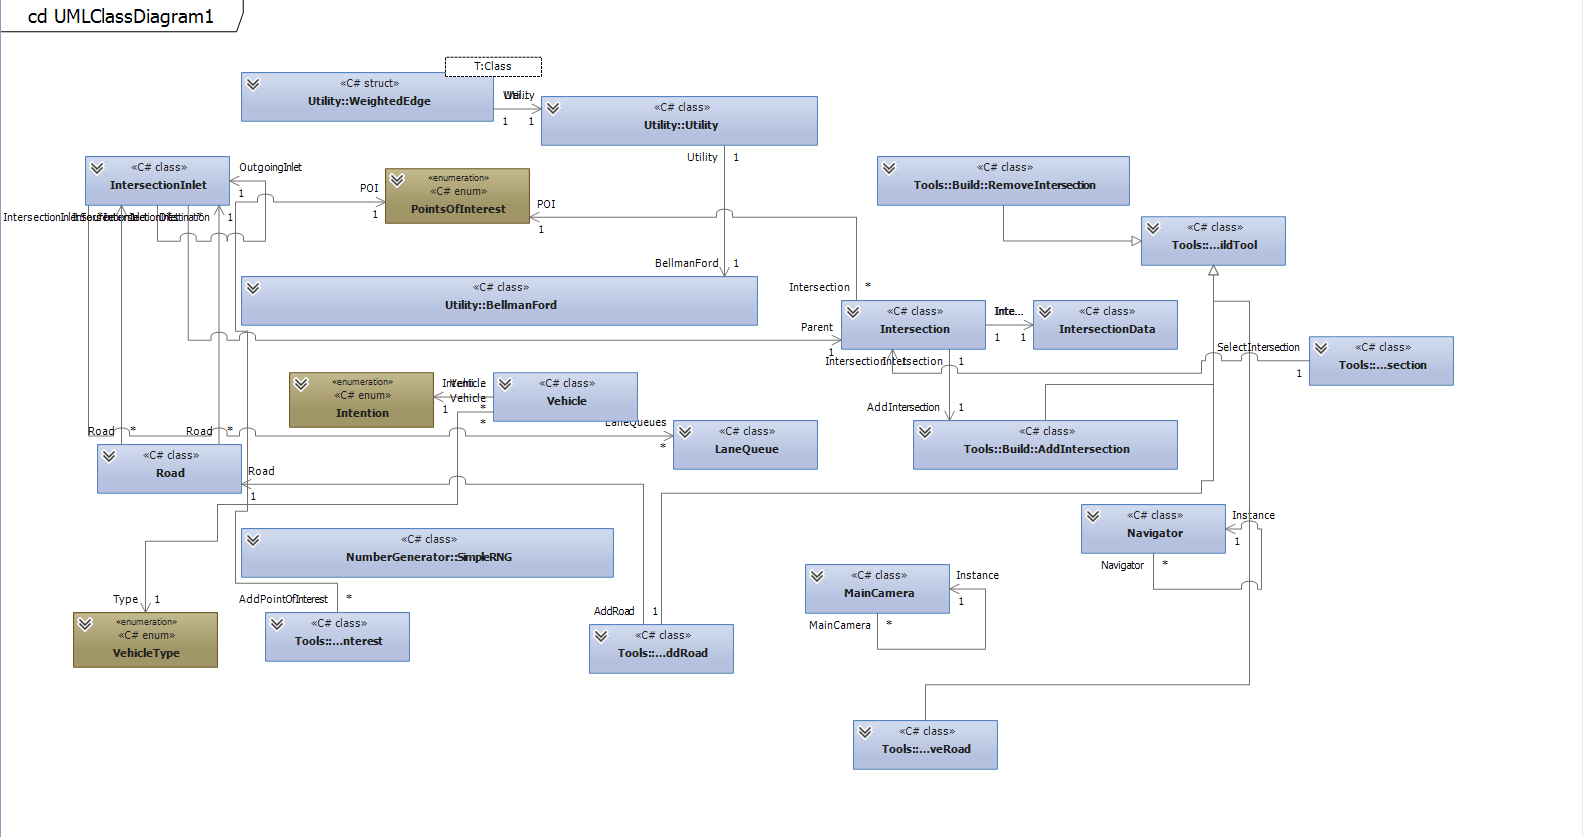 cd UMLClassDiagram1
T:Class
«C# struct»
Utility::WeightedEdge
1
1
«C# class»
Utility::Utility
Utility
1
«C# class»
IntersectionInlet
OutgoingInlet
1
«enumeration»
«C# enum»
PointsOfInterest
POI
1
POI
1
«C# class»
Tools::Build::RemoveIntersection
«C# class»
Tools::...ildTool
1
BellmanFord
1
«C# class»
Utility::BellmanFord
Intersection
*
«C# class»
Intersection
Inte...
1
1
«C# class»
IntersectionData
Parent
1
1
SelectIntersection
1
«C# class»
Tools::...section
«enumeration»
«C# enum»
Intention
1
Vehicle
*
*
«C# class»
Vehicle
AddIntersection
1
LaneQueues
*
«C# class»
LaneQueue
«C# class»
Tools::Build::AddIntersection
Road
*
Road
*
«C# class»
Road
Road
1
«C# class»
NumberGenerator::SimpleRNG
«C# class»
Navigator
Instance
1
Navigator
*
«C# class»
MainCamera
Instance
1
MainCamera
*
Type
1
«enumeration»
«C# enum»
VehicleType
AddPointOfInterest
*
«C# class»
Tools::...nterest
AddRoad
1
«C# class»
Tools::...ddRoad
«C# class»
Tools::...veRoad